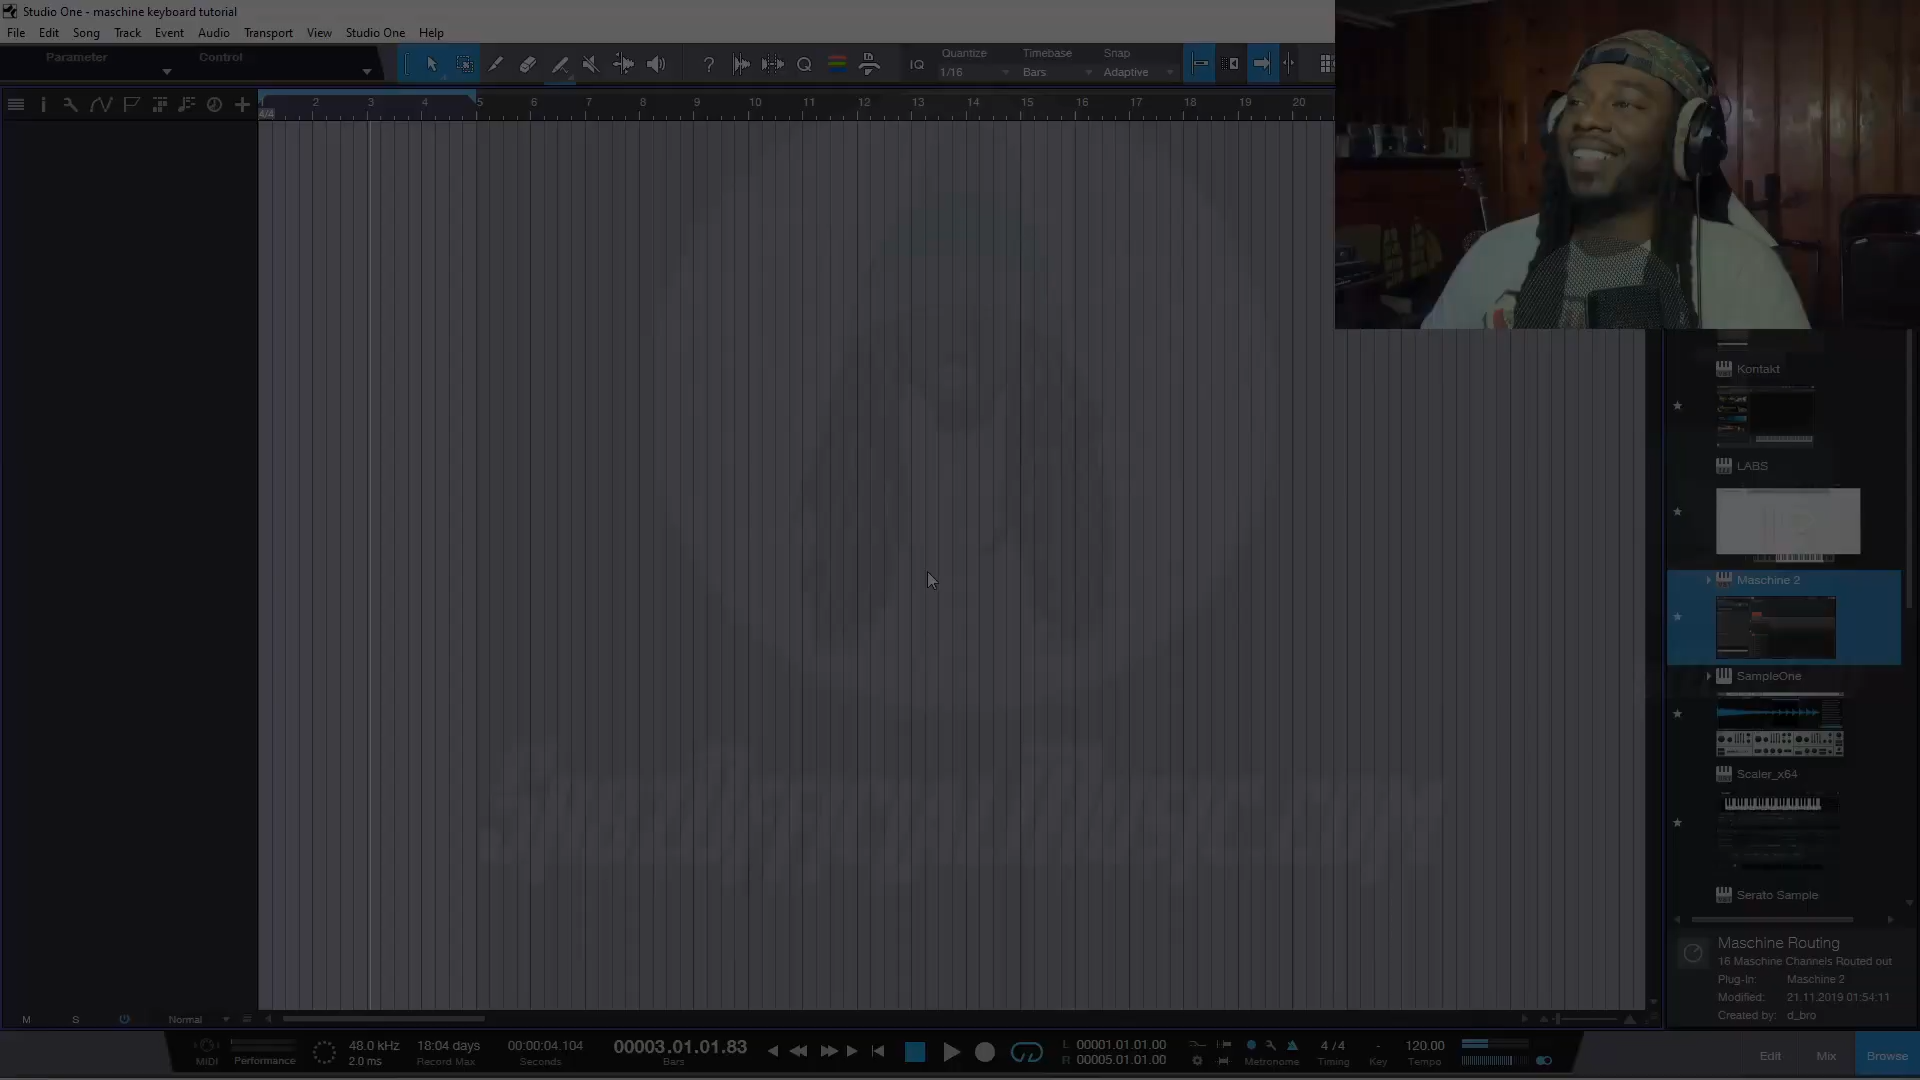 Studio One - maschine keyboard tutorial
File Edit Song Track Event Audio Transport View Studio One Help
Parameter Control
Quantize Timebase Snap
IQ 1/16 Bars Adaptive
2 3 4 5 6 7 8 9 10 11 12 13 14 15 16 17 18 19 20
4/4
Kontakt
LABS
Maschine 2
SampleOne
Scaler_x64
Serato Sample
Maschine Routing
16 Maschine Channels Routed out
Plug-In: Maschine 2
Modified: 21.11.2019 01:54:11
Created by: d_bro
M S Normal
48.0 kHz 18:04 days 00:00:04.104 00003.01.01.83 L 00001.01.01.00 4 / 4 - 120.00
MIDI Performance 2.0 ms Record Max Seconds Bars R 00005.01.01.00 Metronome Timing Key Tempo
Edit Mix Browse